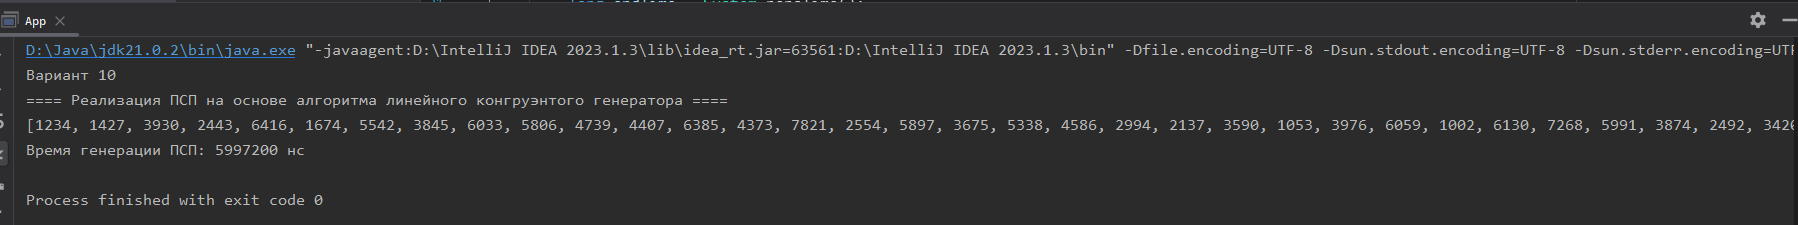 App
D:\Java\jdk21.0.2\bin\java.exe "-javaagent:D:\IntelliJ IDEA 2023.1.3\lib\idea_rt.jar=63561:D:\IntelliJ IDEA 2023.1.3\bin" -Dfile.encoding=UTF-8 -Dsun.stdout.encoding=UTF-8 -Dsun.stderr.encoding=UTF
Вариант 10
==== Реализация ПСП на основе алгоритма линейного конгруэнтого генератора ====
[1234, 1427, 3930, 2443, 6416, 1674, 5542, 3845, 6033, 5806, 4739, 4407, 6385, 4373, 7821, 2554, 5897, 3675, 5338, 4586, 2994, 2137, 3590, 1053, 3976, 6059, 1002, 6130, 7268, 5991, 3874, 2492, 3420
Время генерации ПСП: 5997200 нс
Process finished with exit code 0